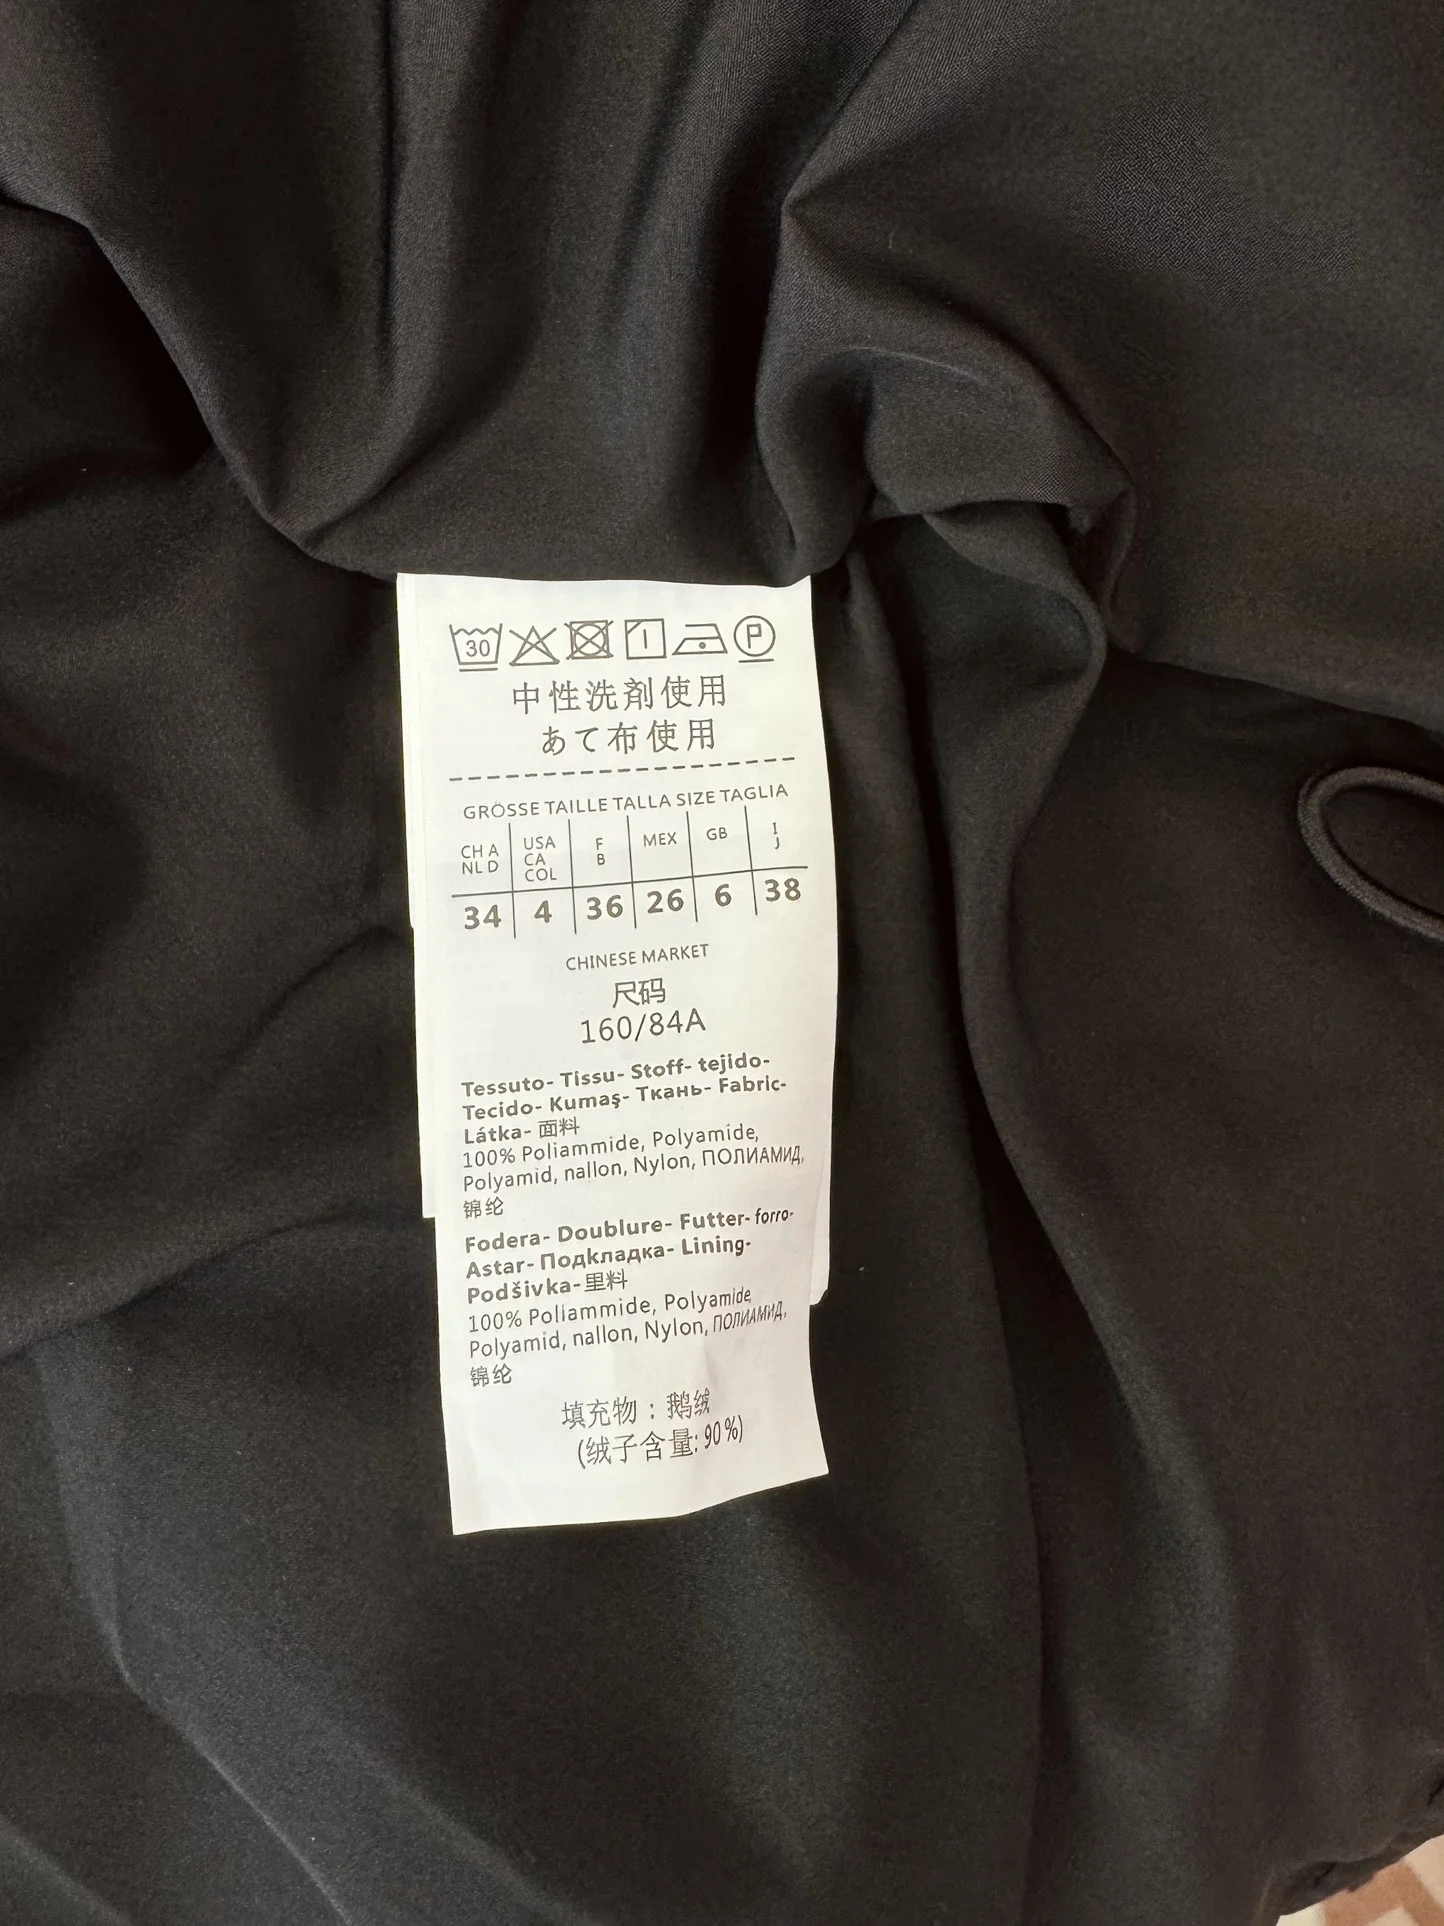 30 P
中性洗剤使用
あて布使用
GRÖSSE TAILLE TALLA SIZE TAGLIA
CH A
NL D
USA
CA
COL
F
B
MEX
GB
I
J
34 4 36 26 6 38
CHINESE MARKET
尺码
160/84A
Tessuto- Tissu- Stoff- tejido-
Tecido- Kumaş- Ткань- Fabric-
Látka- 面料
100% Poliammide, Polyamide,
Polyamid, nallon, Nylon, ПОЛИАМИД,
锦纶
Fodera- Doublure- Futter- forro-
Astar- Подкладка- Lining-
Podšívka- 里料
100% Poliammide, Polyamide
Polyamid, nallon, Nylon, ПОЛИАМИД,
锦纶
填充物：鹅绒
(绒子含量: 90%)